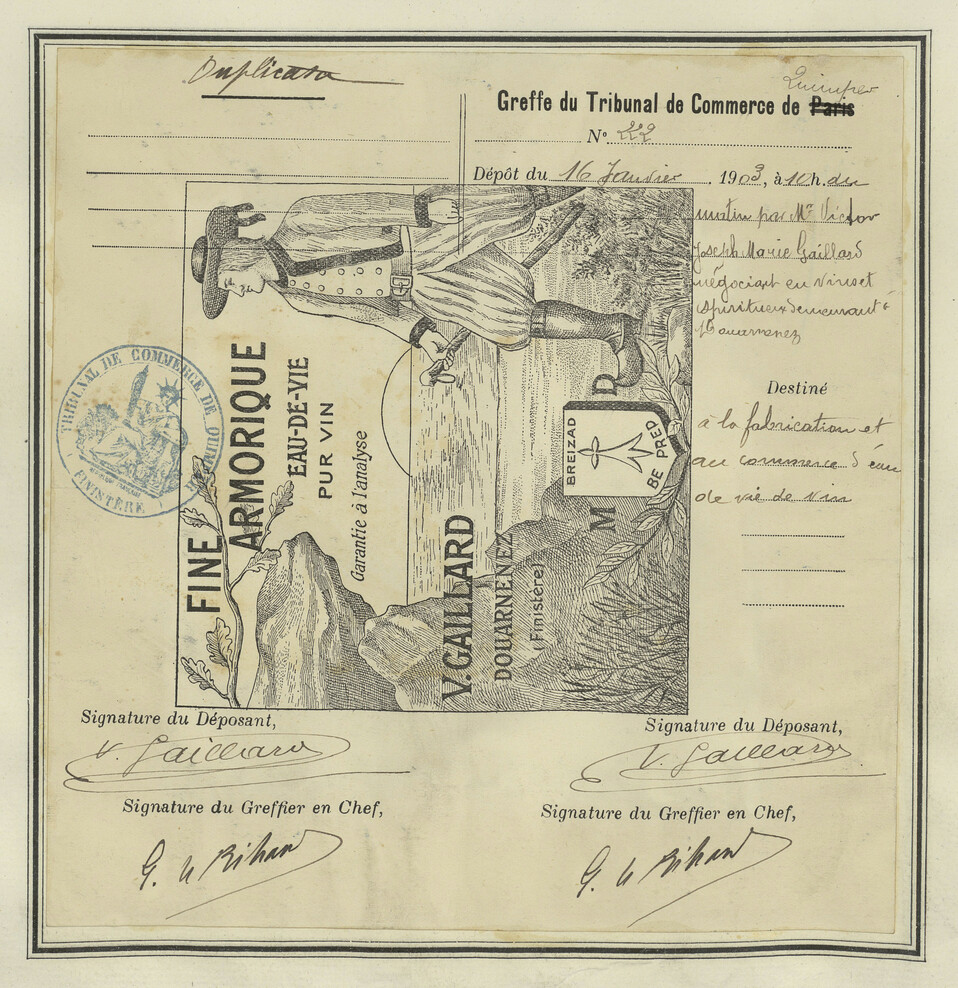 Duplicata
Quimper
Greffe du Tribunal de Commerce de Paris
N° 222
Dépôt du 16 Janvier 1903, à 10 h. du
matin par Mr Victor
Joseph Marie Gaillard
négociant en vins et
spiritueux demeurant à
Douarnenez
Destiné
à la fabrication et
au commerce d'eau
de vie de vin
TRIBUNAL DE COMMERCE DE QUIMPER
FINISTÈRE
FINE
ARMORIQUE
EAU-DE-VIE
PUR VIN
Garantie à l'analyse
V. GAILLARD
DOUARNENEZ
(Finistère)
M D
BREIZAD
BE PRED
Signature du Déposant,
V. Gaillard
Signature du Greffier en Chef,
G. Le Bihan
Signature du Déposant,
V. Gaillard
Signature du Greffier en Chef,
G. Le Bihan